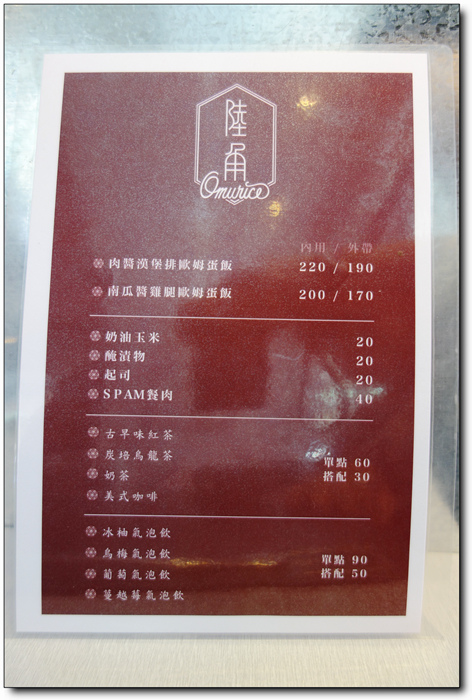 陸角
Omurice
內用 / 外帶
肉醬漢堡排歐姆蛋飯 220 / 190
南瓜醬雞腿歐姆蛋飯 200 / 170
奶油玉米 20
醃漬物 20
起司 20
SPAM餐肉 40
古早味紅茶
炭培烏龍茶
奶茶
美式咖啡
單點 60
搭配 30
冰柚氣泡飲
烏梅氣泡飲
葡萄氣泡飲
蔓越莓氣泡飲
單點 90
搭配 50